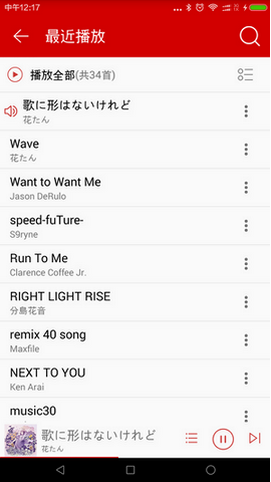 中午12:17
最近播放
播放全部(共34首)
歌に形はないけれど
花たん
Wave
花たん
Want to Want Me
Jason DeRulo
speed-fuTure-
S9ryne
Run To Me
Clarence Coffee Jr.
RIGHT LIGHT RISE
分島花音
remix 40 song
Maxfile
NEXT TO YOU
Ken Arai
music30
歌に形はないけれど
花たん